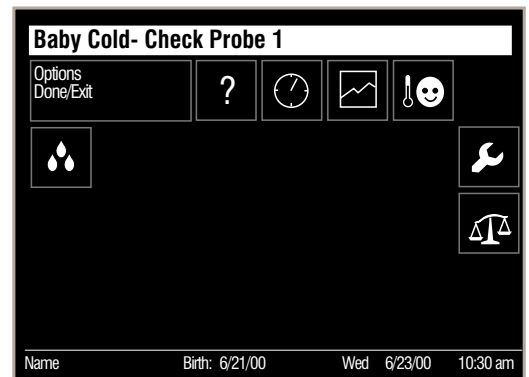 Baby Cold- Check Probe 1
Options
Done/Exit
?
Name Birth: 6/21/00 Wed 6/23/00 10:30 am